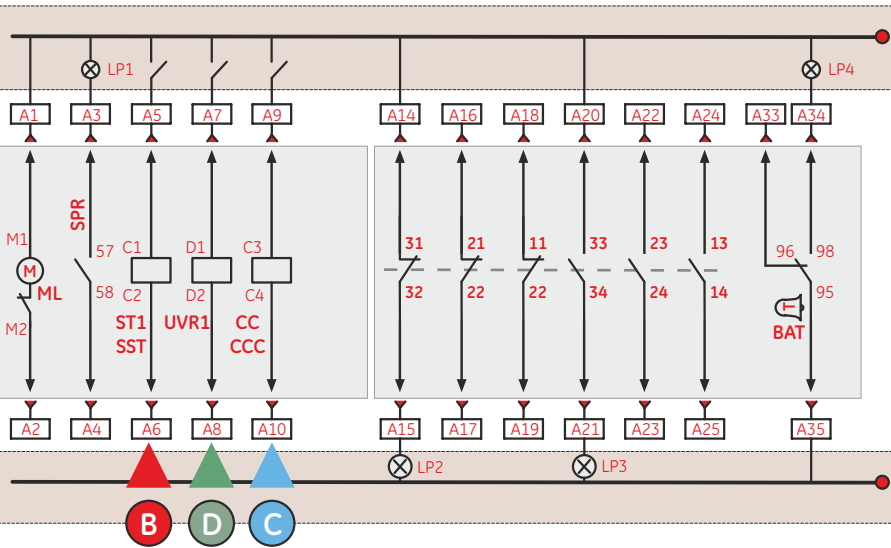 LP1 LP4
A1 A3 A5 A7 A9 A14 A16 A18 A20 A22 A24 A33 A34
SPR
M1 57 C1 D1 C3 31 21 11 33 23 13 96 98
M
ML 58 C2 D2 C4 32 22 22 34 24 14 95
T
M2 ST1 UVR1 CC BAT
SST CCC
A2 A4 A6 A8 A10 A15 A17 A19 A21 A23 A25 A35
LP2 LP3
B D C